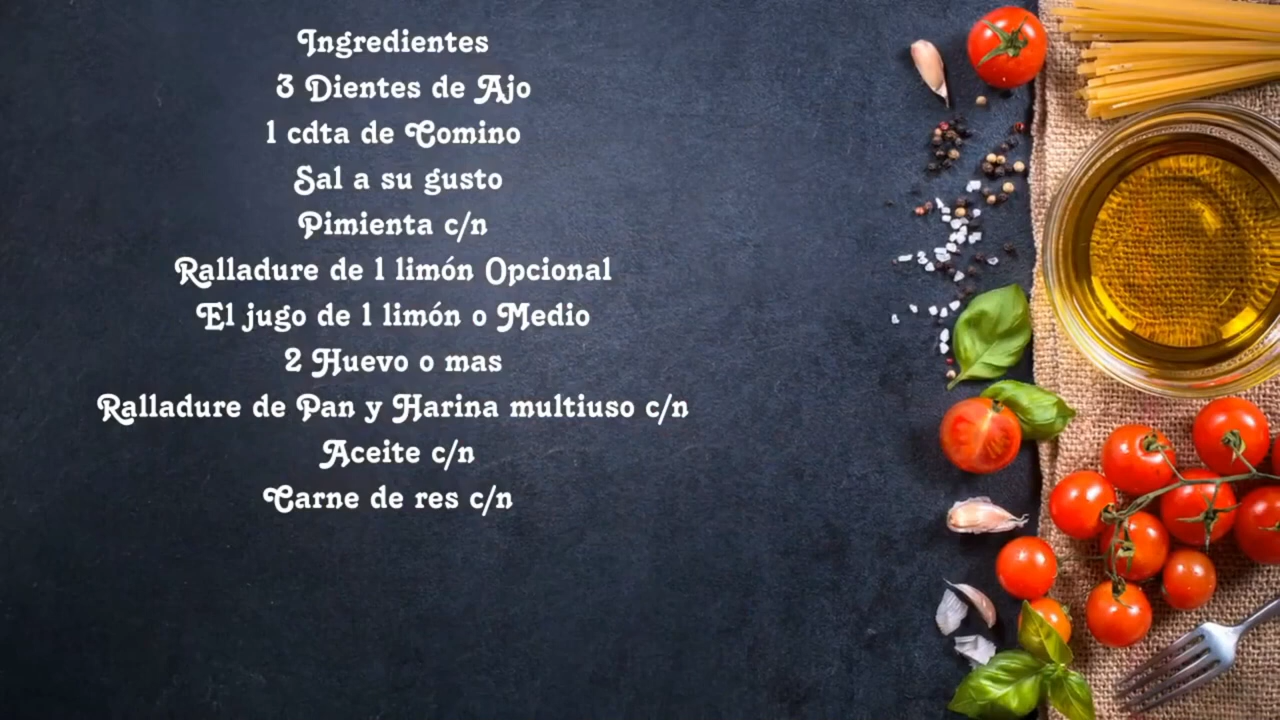 Ingredientes
3 Dientes de Ajo
1 cdta de Comino
Sal a su gusto
Pimienta c/n
Ralladure de 1 limón Opcional
El jugo de 1 limón o Medio
2 Huevo o mas
Ralladure de Pan y Harina multiuso c/n
Aceite c/n
Carne de res c/n